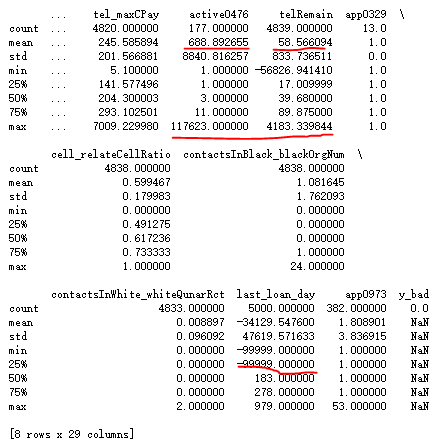 ... tel_maxCPay active0476 telRemain app0329 \
count ... 4820.000000 177.000000 4839.000000 13.0
mean ... 245.585894 688.892655 58.566094 1.0
std ... 201.566881 8840.816257 833.736511 0.0
min ... 5.100000 1.000000 -56826.941410 1.0
25% ... 141.577496 1.000000 17.009999 1.0
50% ... 204.300003 3.000000 39.680000 1.0
75% ... 293.102501 11.000000 89.875000 1.0
max ... 7009.229980 117623.000000 4183.339844 1.0
cell_relateCellRatio contactsInBlack_blackOrgNum \
count 4838.000000 4838.000000
mean 0.599467 1.081645
std 0.179983 1.762093
min 0.000000 0.000000
25% 0.491275 0.000000
50% 0.617236 0.000000
75% 0.733333 1.000000
max 1.000000 24.000000
contactsInWhite_whiteQunarRct last_loan_day app0973 y_bad
count 4833.000000 5000.000000 382.000000 0.0
mean 0.008897 -34129.547600 1.808901 NaN
std 0.096092 47619.571633 3.836915 NaN
min 0.000000 -99999.000000 1.000000 NaN
25% 0.000000 -99999.000000 1.000000 NaN
50% 0.000000 183.000000 1.000000 NaN
75% 0.000000 278.000000 1.000000 NaN
max 2.000000 979.000000 53.000000 NaN
[8 rows x 29 columns]